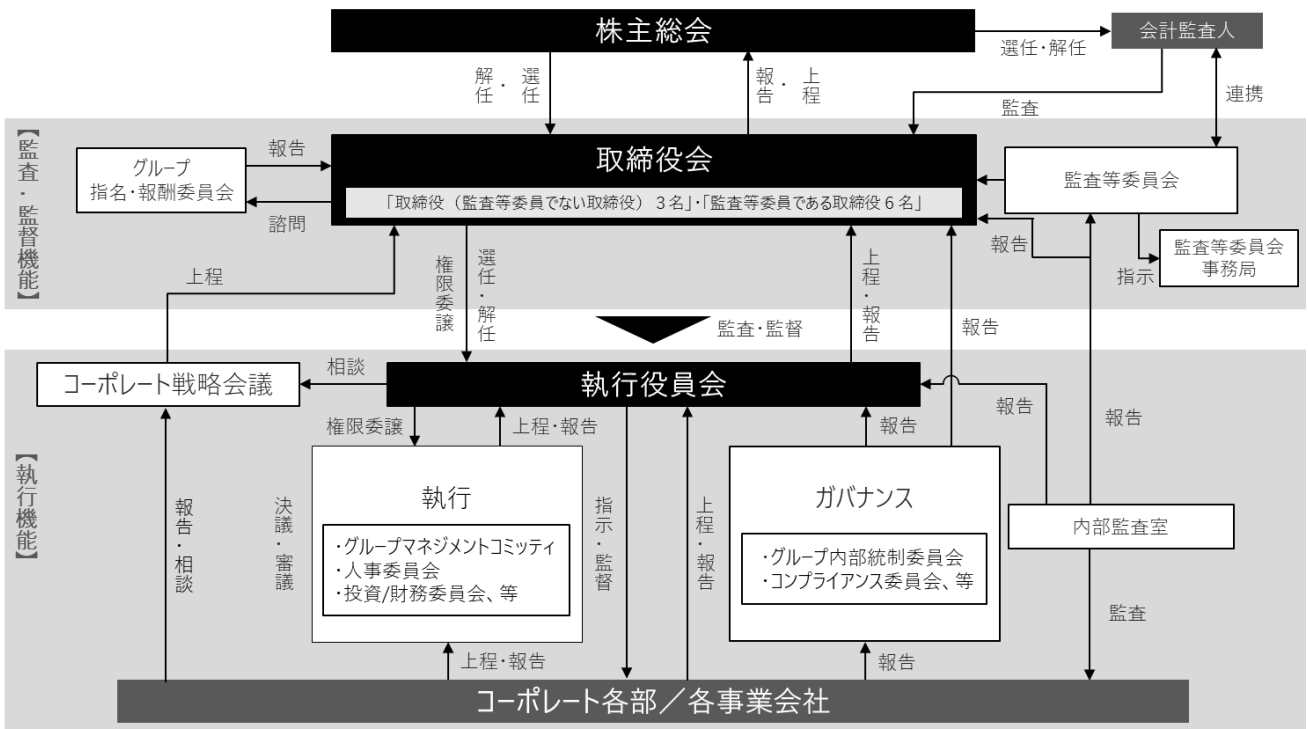 株主総会
会計監査人
選任・解任
選任・解任
報告・上程
監査
連携
【監査・監督機能】
グループ
指名・報酬委員会
報告
諮問
取締役会
「取締役（監査等委員でない取締役）３名」・「監査等委員である取締役６名」
監査等委員会
報告
指示
監査等委員会
事務局
上程
権限委譲
選任・解任
監査・監督
上程・報告
報告
【執行機能】
コーポレート戦略会議
相談
執行役員会
報告
報告
権限委譲
上程・報告
報告
執行
・グループマネジメントコミッティ
・人事委員会
・投資/財務委員会、等
ガバナンス
・グループ内部統制委員会
・コンプライアンス委員会、等
内部監査室
報告・相談
決議・審議
指示・監督
上程・報告
監査
上程・報告
報告
コーポレート各部／各事業会社